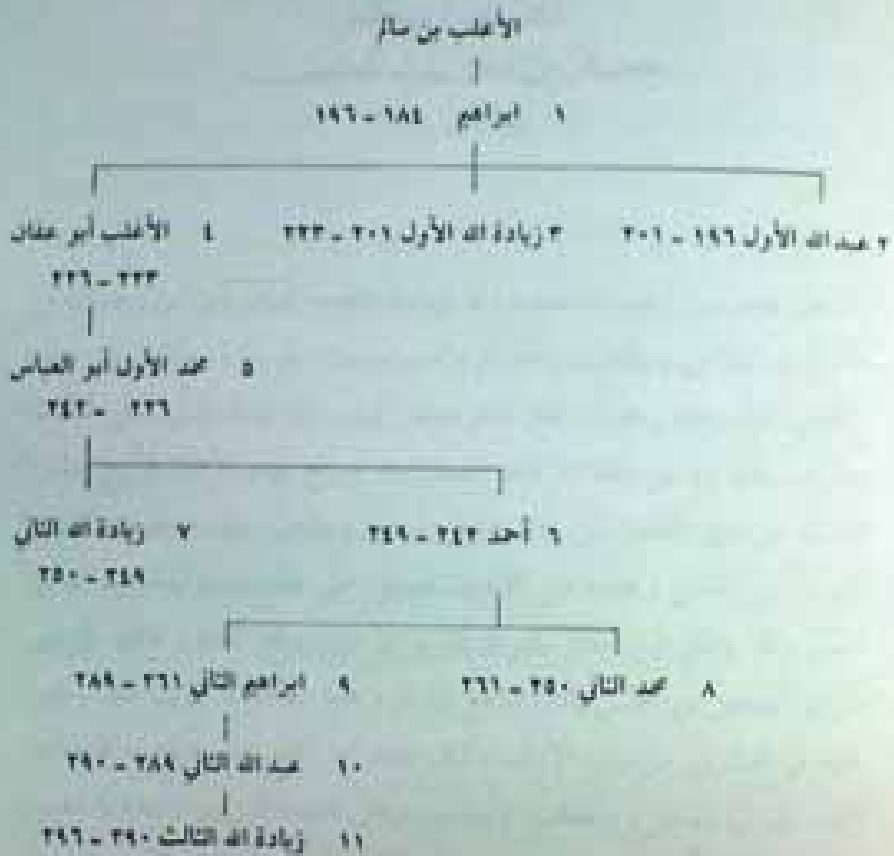 الأغلب بن سالم
١ ابراهيم ١٨٤ - ١٩٦
٢ عبد الله الأول ١٩٦ - ٢٠١ ٣ زيادة الله الأول ٢٠١ - ٢٢٣ ٤ الأغلب أبو عقال
٢٢٣ - ٢٢٦
٥ محمد الأول أبو العباس
٢٢٦ - ٢٤٢
٦ أحمد ٢٤٢ - ٢٤٩ ٧ زيادة الله الثاني
٢٤٩ - ٢٥٠
٨ محمد الثاني ٢٥٠ - ٢٦١ ٩ ابراهيم الثاني ٢٦١ - ٢٨٩
١٠ عبد الله الثاني ٢٨٩ - ٢٩٠
١١ زيادة الله الثالث ٢٩٠ - ٢٩٦